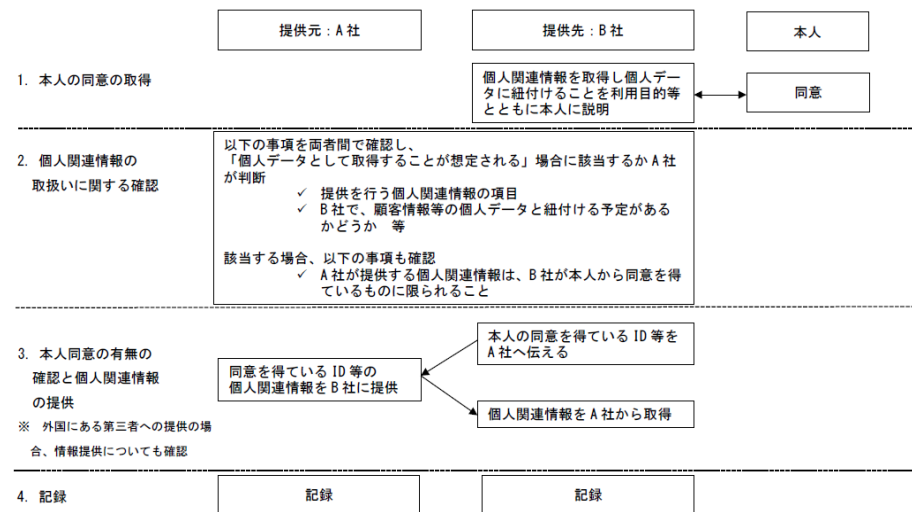 提供元：A社
提供先：B社
本人
1. 本人の同意の取得
個人関連情報を取得し個人デー
タに紐付けることを利用目的等
とともに本人に説明
同意
2. 個人関連情報の
取扱いに関する確認
以下の事項を両者間で確認し、
「個人データとして取得することが想定される」場合に該当するかA社
が判断
✓ 提供を行う個人関連情報の項目
✓ B社で、顧客情報等の個人データと紐付ける予定がある
かどうか 等
該当する場合、以下の事項も確認
✓ A社が提供する個人関連情報は、B社が本人から同意を得
ているものに限られること
3. 本人同意の有無の
確認と個人関連情報
の提供
※ 外国にある第三者への提供の場
合、情報提供についても確認
本人の同意を得ているID等を
A社へ伝える
同意を得ているID等の
個人関連情報をB社に提供
個人関連情報をA社から取得
4. 記録
記録
記録